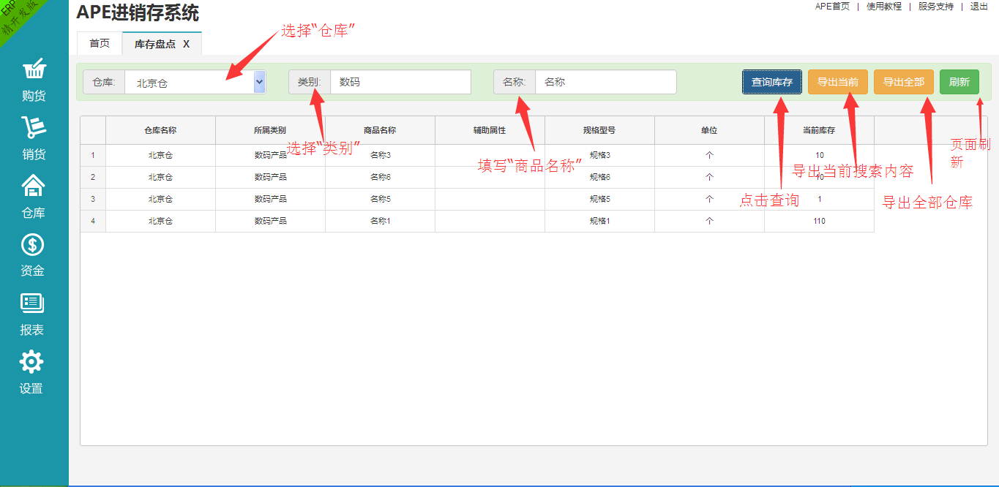 ERP
精开发版
APE进销存系统
APE首页 | 使用教程 | 服务支持 | 退出
首页
库存盘点 X
选择“仓库”
仓库: 北京仓
类别: 数码
名称: 名称
查询库存
导出当前
导出全部
刷新
仓库名称 所属类别 商品名称 辅助属性 规格型号 单位 当前库存
1 北京仓 数码产品 名称3 规格3 个 10
2 北京仓 数码产品 名称6 规格6 个 10
3 北京仓 数码产品 名称5 规格5 个 1
4 北京仓 数码产品 名称1 规格1 个 110
选择“类别”
填写“商品名称”
点击查询
导出当前搜索内容
导出全部仓库
页面刷
新
购货
销货
仓库
资金
报表
设置